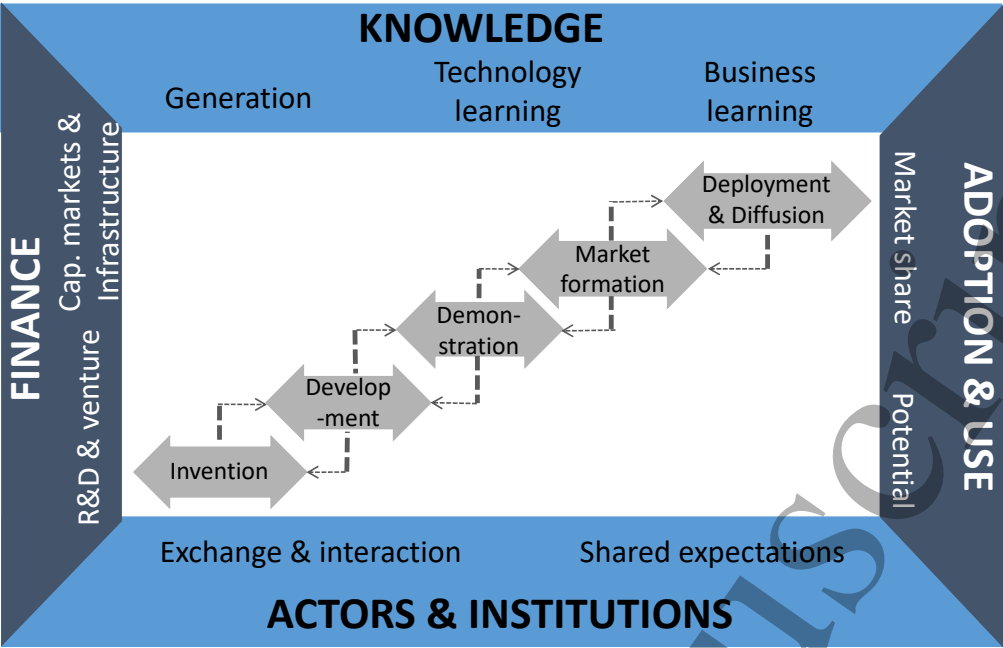 KNOWLEDGE
Generation
Technology
learning
Business
learning
FINANCE
Cap. markets &
Infrastructure
R&D & venture
Deployment
& Diffusion
Market
formation
Demon-
stration
Develop
-ment
Invention
Market share
Potential
ADOPTION & USE
Exchange & interaction
Shared expectations
ACTORS & INSTITUTIONS